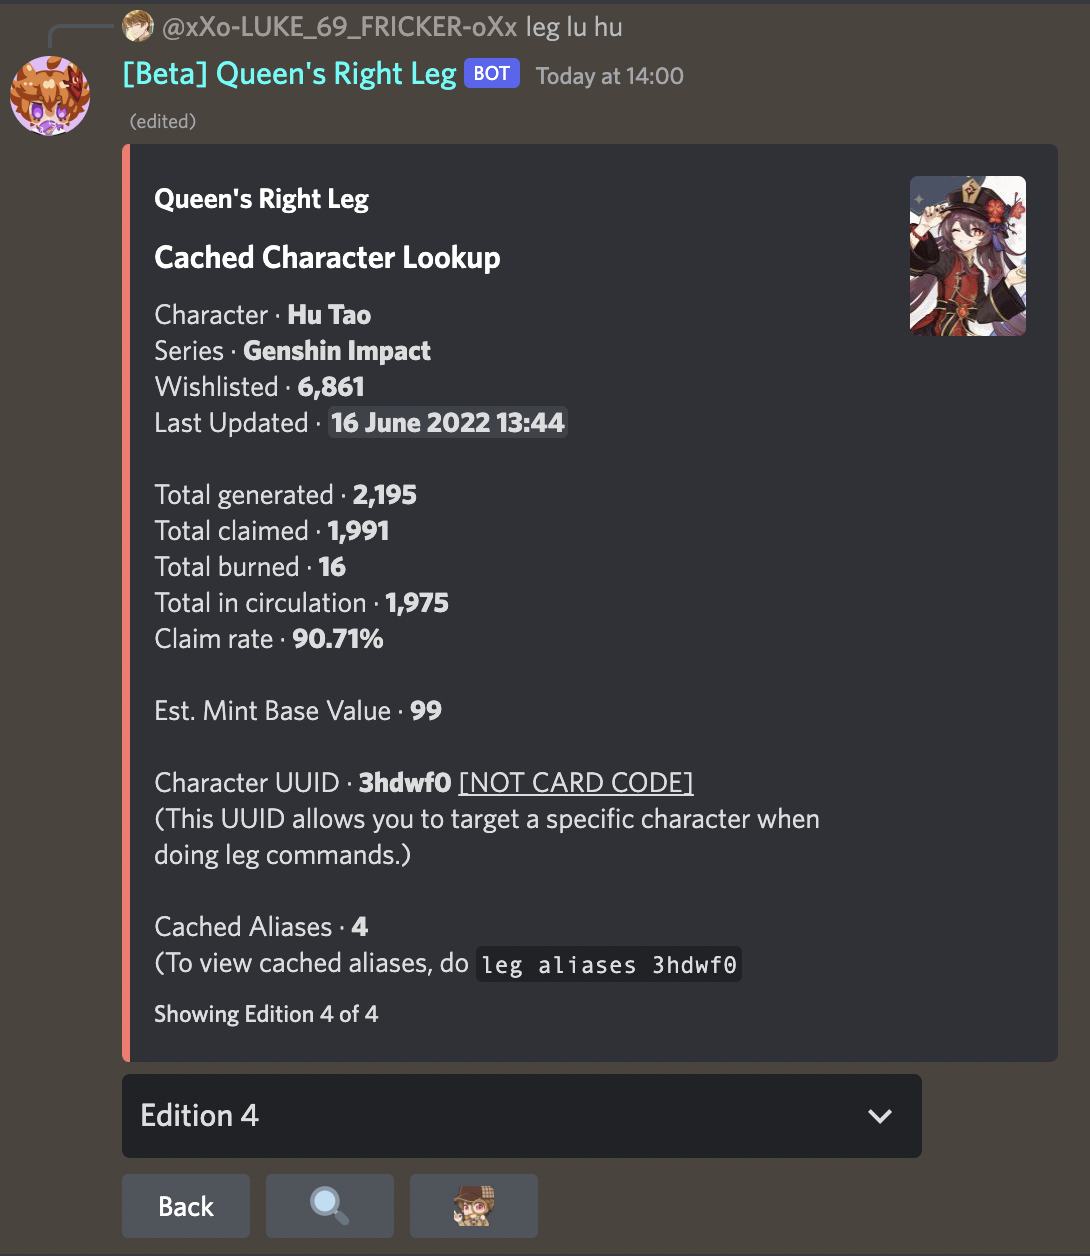 @xXo-LUKE_69_FRICKER-oXx leg lu hu
[Beta] Queen's Right Leg BOT Today at 14:00
(edited)
Queen's Right Leg
Cached Character Lookup
Character · Hu Tao
Series · Genshin Impact
Wishlisted · 6,861
Last Updated · 16 June 2022 13:44
Total generated · 2,195
Total claimed · 1,991
Total burned · 16
Total in circulation · 1,975
Claim rate · 90.71%
Est. Mint Base Value · 99
Character UUID · 3hdwf0 [NOT CARD CODE]
(This UUID allows you to target a specific character when
doing leg commands.)
Cached Aliases · 4
(To view cached aliases, do leg aliases 3hdwf0
Showing Edition 4 of 4
Edition 4
Back